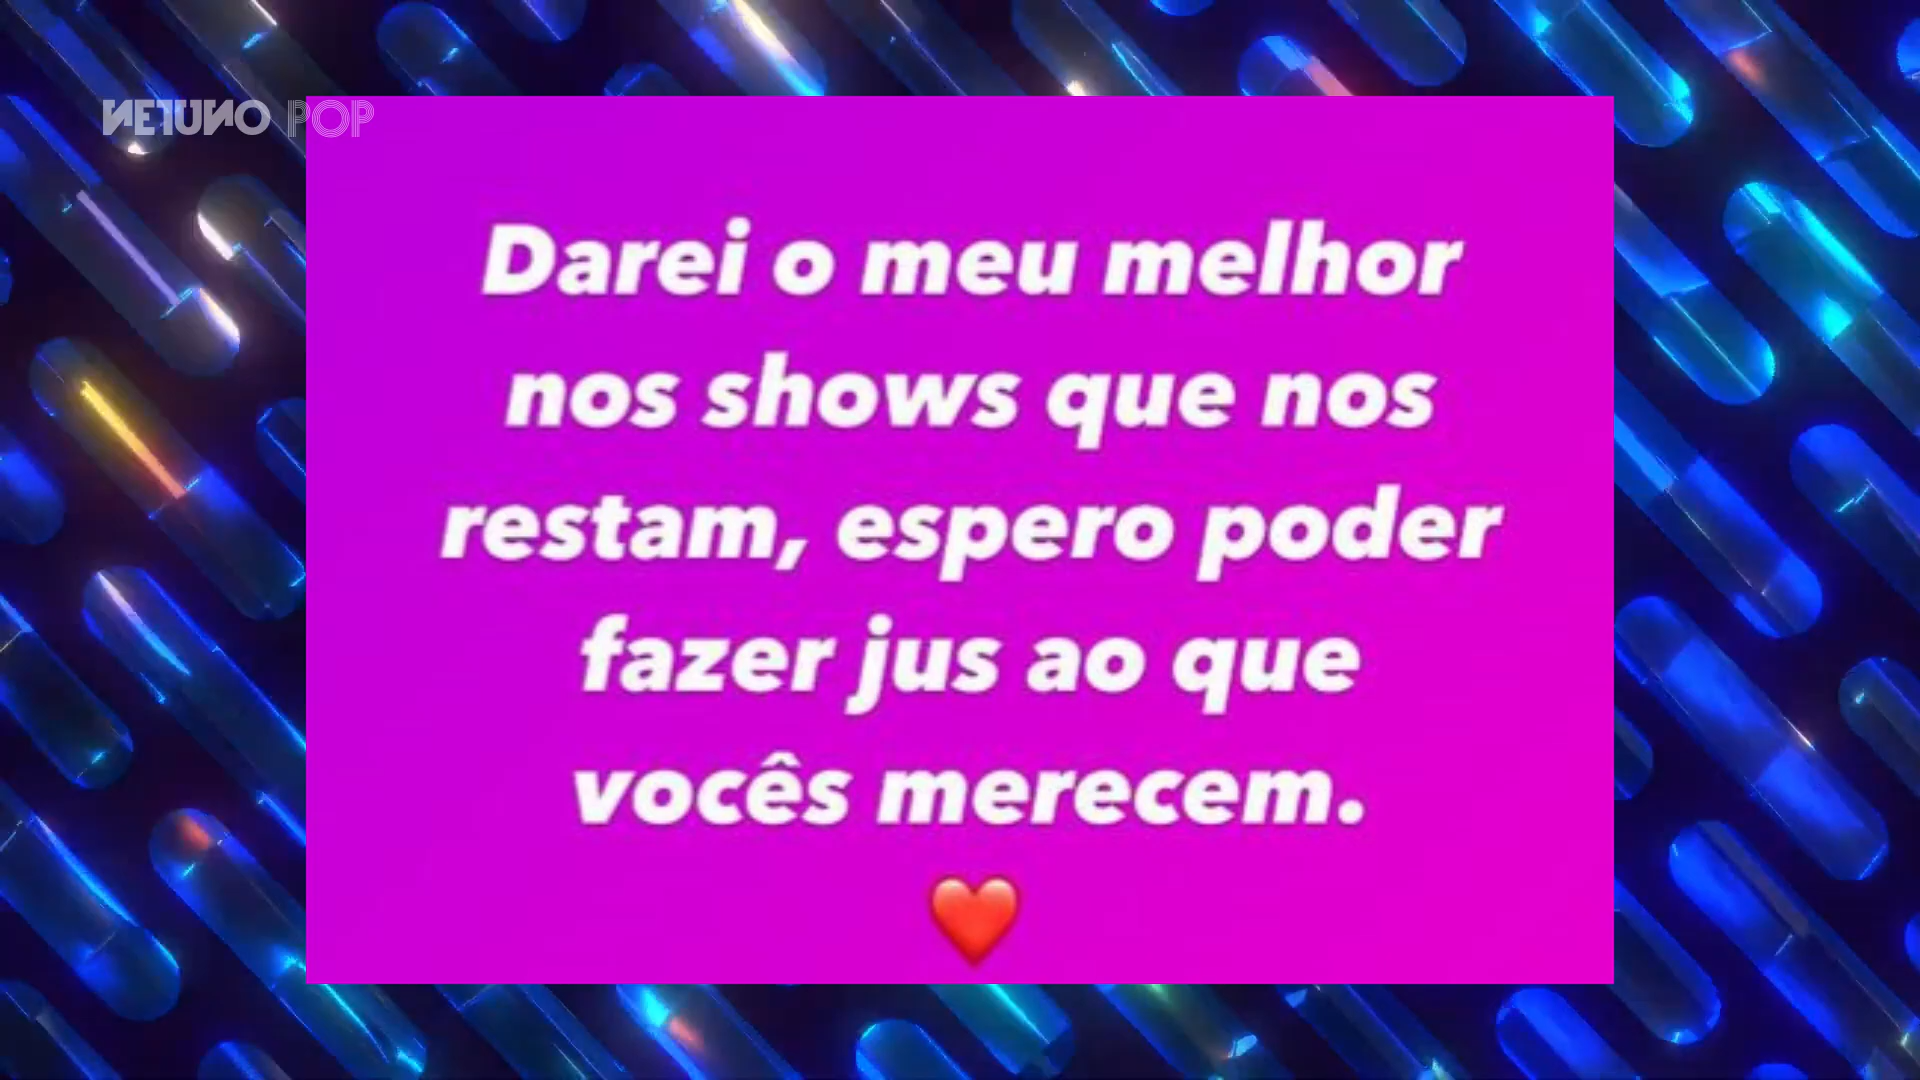 NETUNO POP
Darei o meu melhor
nos shows que nos
restam, espero poder
fazer jus ao que
vocês merecem.
❤️